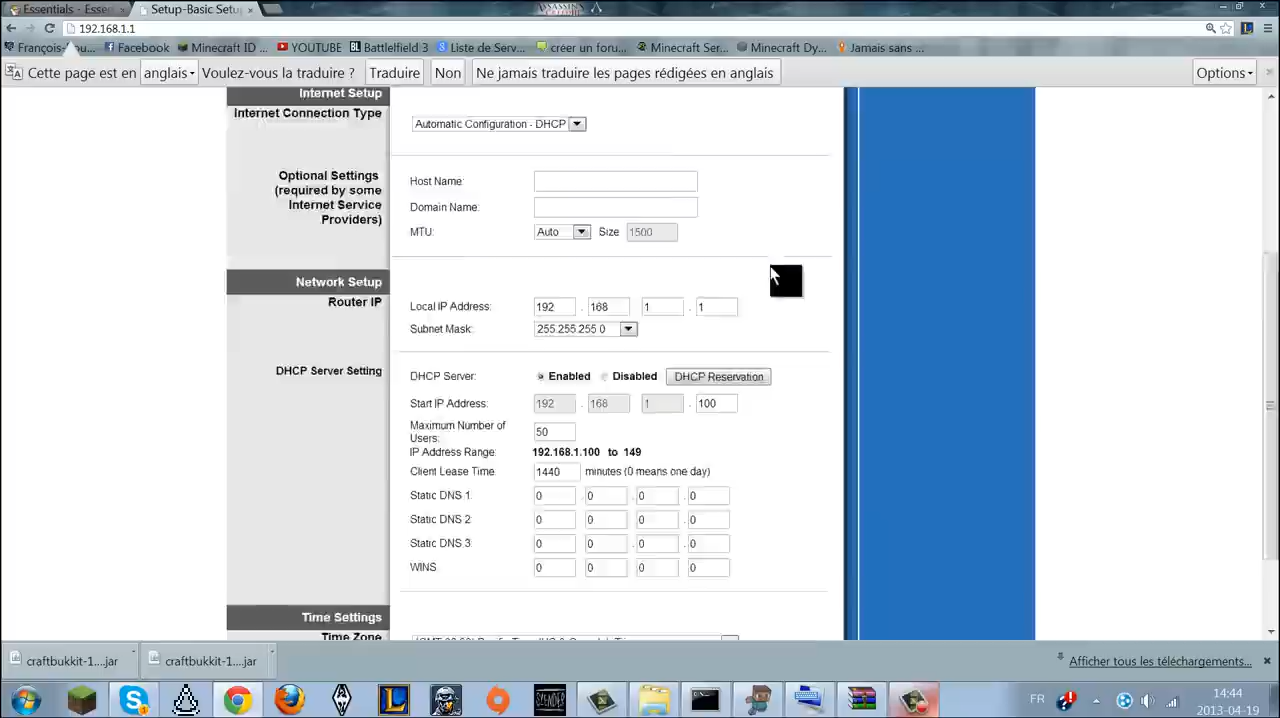 Essentials - Essen
Setup-Basic Setu
192.168.1.1
Facebook
Minecraft ID ...
YOUTUBE
Battlefield 3
Liste de Serv...
creer un foru...
Minecraft Ser...
Minecraft Dy...
Jamais sans ...
Cette page est en anglais Voulez-vous la traduire ? Traduire Non Ne jamais traduire les pages rédigées en anglais Options
Internet Setup
Internet Connection Type
Automatic Configuration - DHCP
Optional Settings
(required by some
Internet Service
Providers)
Host Name:
Domain Name:
MTU: Auto Size 1500
Network Setup
Router IP
Local IP Address: 192 . 168 . 1 . 1
Subnet Mask: 255.255.255.0
DHCP Server Setting
DHCP Server: Enabled Disabled DHCP Reservation
Start IP Address: 192 . 168 . 1 . 100
Maximum Number of
Users: 50
IP Address Range: 192.168.1.100 to 149
Client Lease Time: 1440 minutes (0 means one day)
Static DNS 1: 0 . 0 . 0 . 0
Static DNS 2: 0 . 0 . 0 . 0
Static DNS 3: 0 . 0 . 0 . 0
WINS 0 . 0 . 0 . 0
Time Settings
Time Zone
craftbukkit-1....jar
craftbukkit-1....jar
Afficher tous les téléchargements...
FR
14:44
2013-04-19